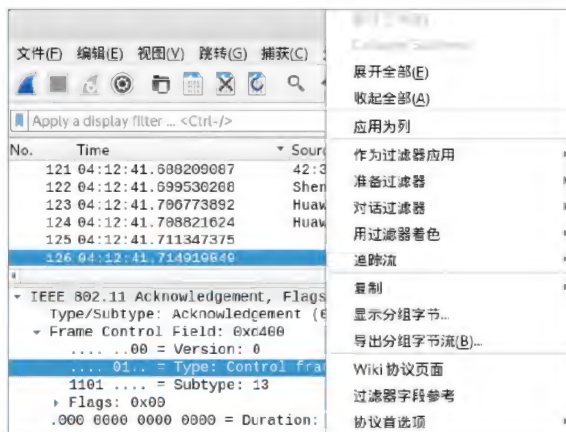 文件(F) 编辑(E) 视图(V) 跳转(G) 捕获(C)
Apply a display filter ... <Ctrl-/>
No. Time Sour
121 04:12:41.688209087 42:3
122 04:12:41.699530208 Shen
123 04:12:41.706773892 Huaw
124 04:12:41.708821624 Huaw
125 04:12:41.711347375
126 04:12:41.714919849
IEEE 802.11 Acknowledgement, Flags
Type/Subtype: Acknowledgement (
Frame Control Field: 0xd400
.... ..00 = Version: 0
.... 01.. = Type: Control fra
1101 .... = Subtype: 13
Flags: 0x00
.000 0000 0000 0000 = Duration:
展开全部(E)
收起全部(A)
应用为列
作为过滤器应用
准备过滤器
对话过滤器
用过滤器着色
追踪流
复制
显示分组字节...
导出分组字节流(B)...
Wiki 协议页面
过滤器字段参考
协议首选项